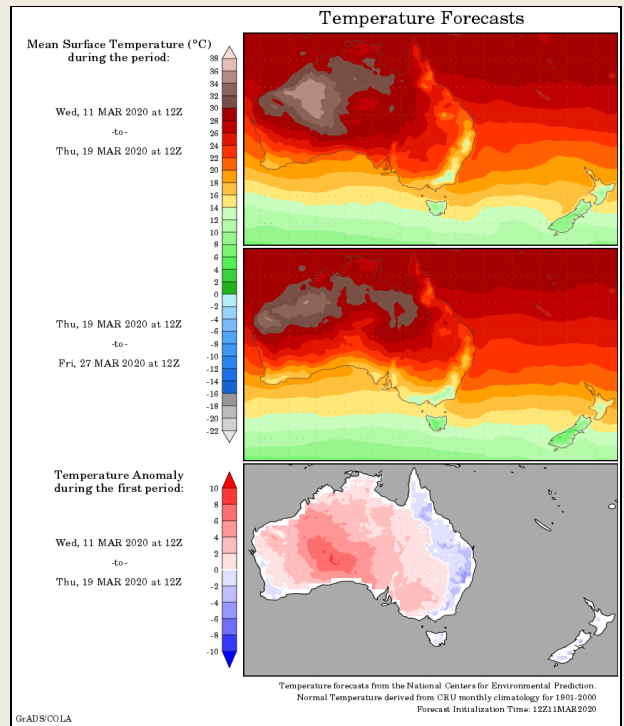 Temperature Forecasts
Mean Surface Temperature (°C)
during the period:
Wed, 11 MAR 2020 at 12Z
-to-
Thu, 19 MAR 2020 at 12Z
38
36
34
32
30
28
26
24
22
20
18
16
14
12
10
8
6
4
2
0
-2
-4
-6
-8
-10
-12
-14
-16
-18
-20
-22
Thu, 19 MAR 2020 at 12Z
-to-
Fri, 27 MAR 2020 at 12Z
Temperature Anomaly
during the first period:
Wed, 11 MAR 2020 at 12Z
-to-
Thu, 19 MAR 2020 at 12Z
10
8
6
4
2
0
-2
-4
-6
-8
-10
Temperature forecasts from the National Centers for Environmental Prediction.
Normal Temperature derived from CRU monthly climatology for 1901-2000
Forecast Initialization Time: 12Z11MAR2020
GrADS/COLA